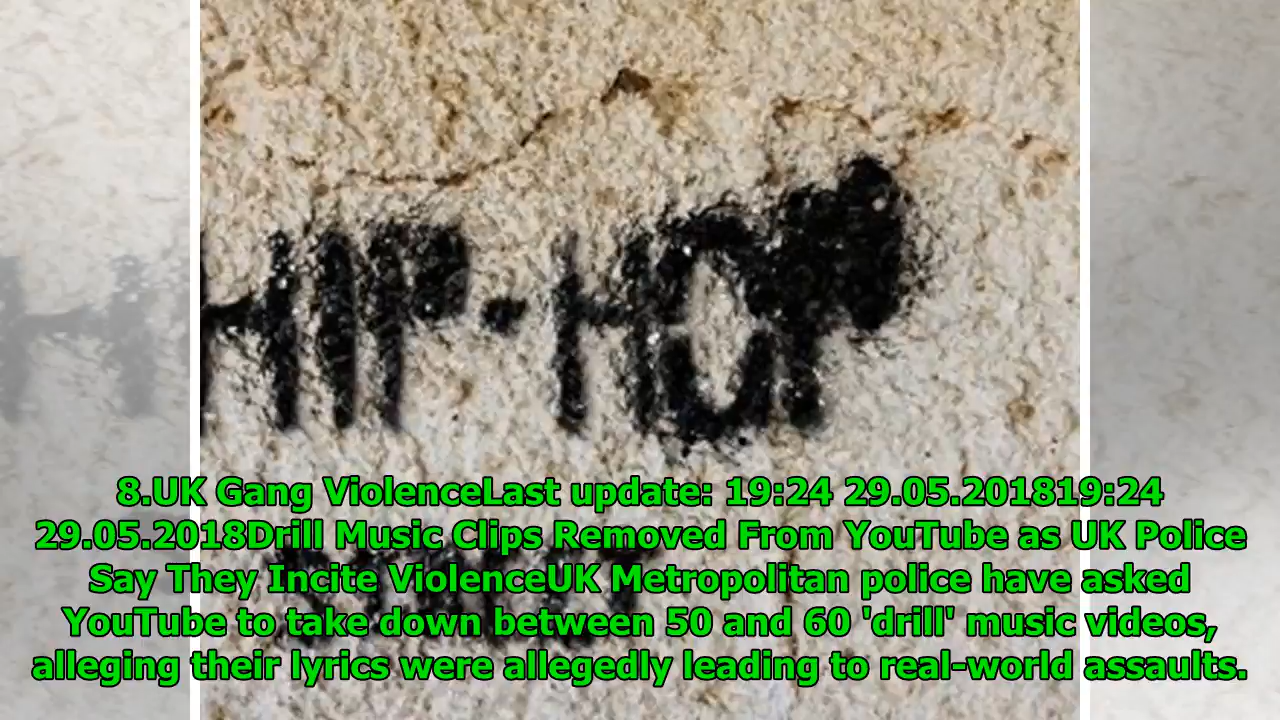 HIP-HOP
8.UK Gang ViolenceLast update: 19:24 29.05.201819:24
29.05.2018Drill Music Clips Removed From YouTube as UK Police
Say They Incite ViolenceUK Metropolitan police have asked
YouTube to take down between 50 and 60 'drill' music videos,
alleging their lyrics were allegedly leading to real-world assaults.